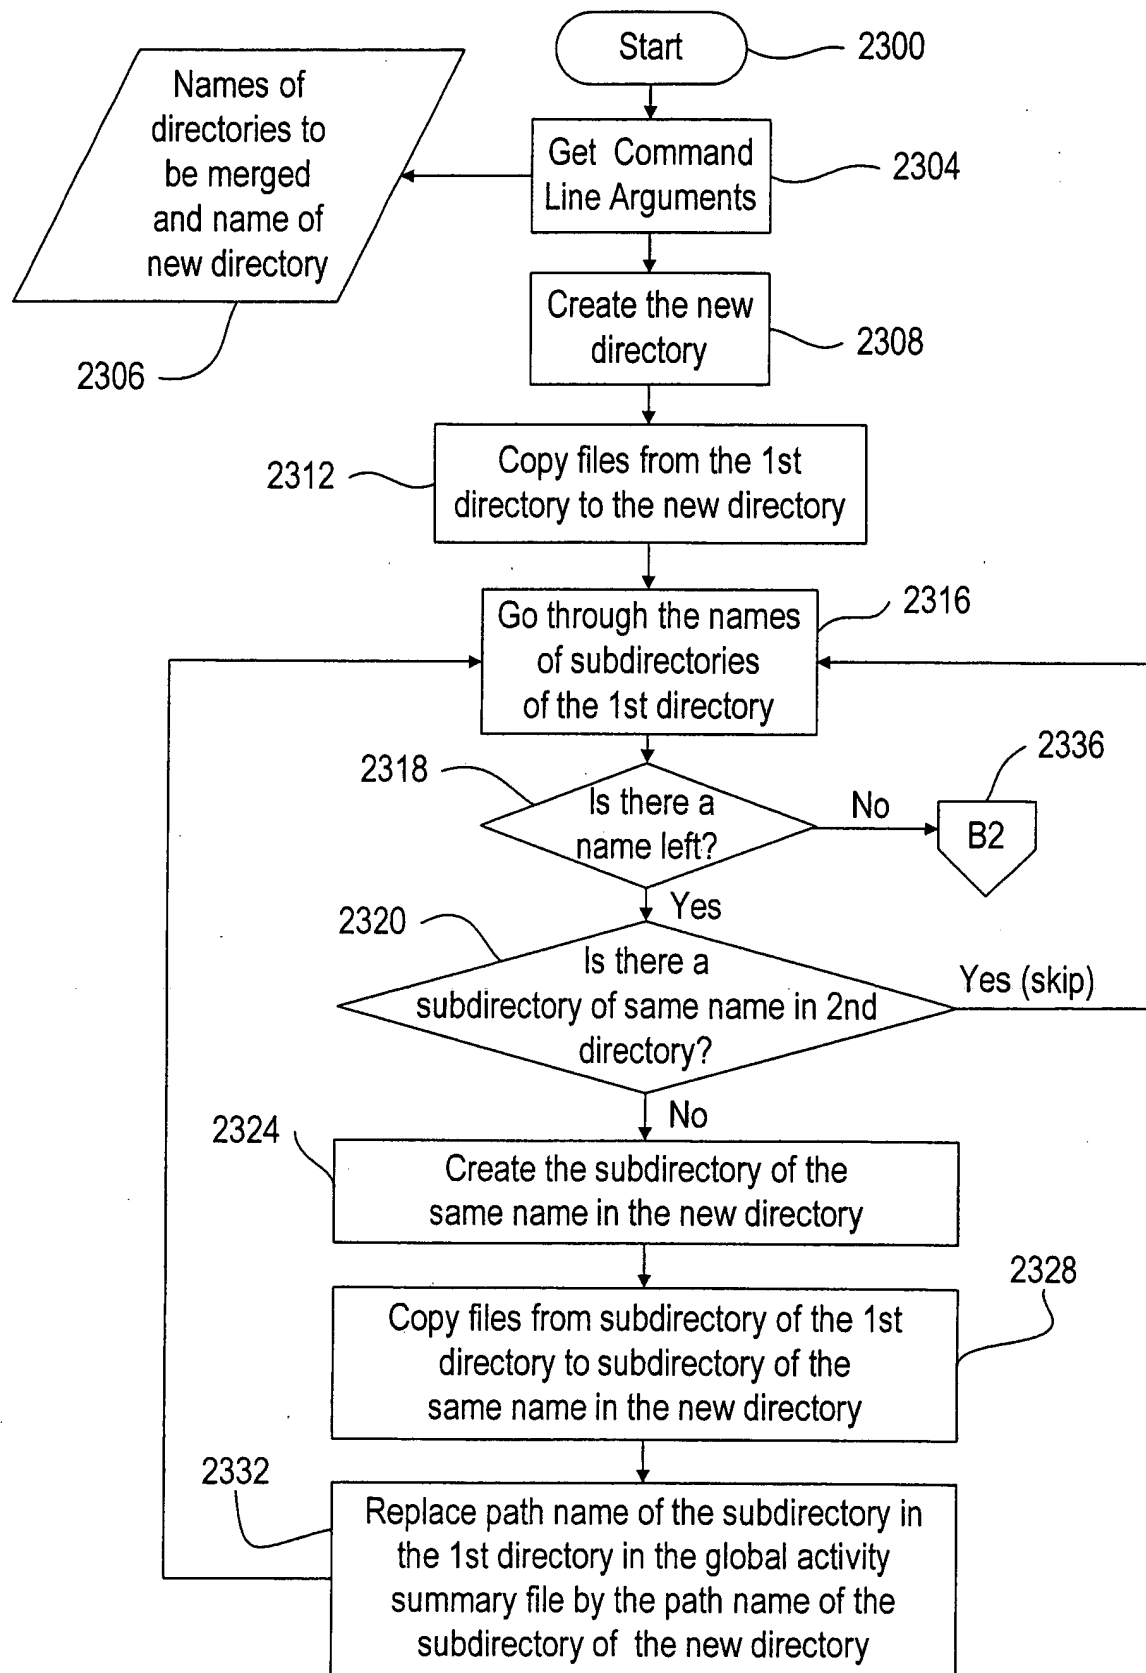 Start
2300
Names of
directories to
be merged
and name of
new directory
2306
Get Command
Line Arguments
2304
Create the new
directory
2308
2312
Copy files from the 1st
directory to the new directory
Go through the names
of subdirectories
of the 1st directory
2316
2318
Is there a
name left?
No
2336
B2
Yes
2320
Is there a
subdirectory of same name in 2nd
directory?
Yes (skip)
No
2324
Create the subdirectory of the
same name in the new directory
2328
Copy files from subdirectory of the 1st
directory to subdirectory of the
same name in the new directory
2332
Replace path name of the subdirectory in
the 1st directory in the global activity
summary file by the path name of the
subdirectory of the new directory